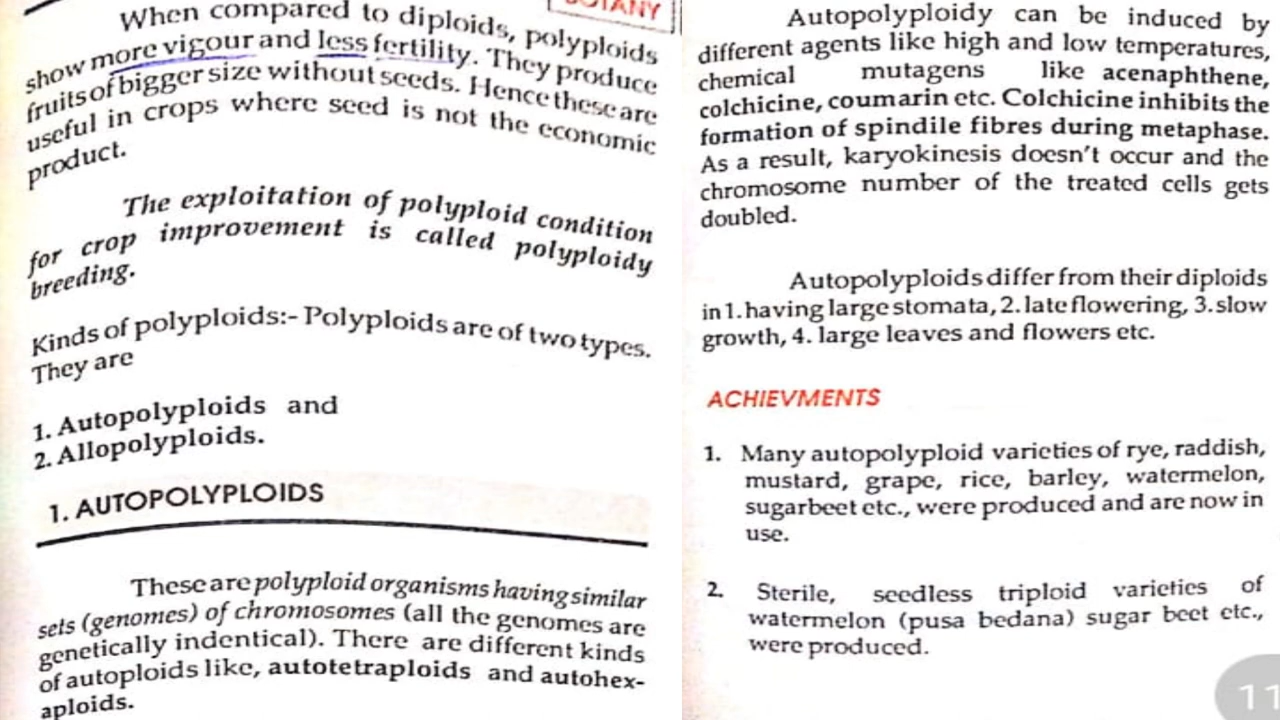 BOTANY
When compared to diploids, polyploids
show more vigour and less fertility. They produce
fruits of bigger size without seeds. Hence these are
useful in crops where seed is not the economic
product.
The exploitation of polyploid condition
for crop improvement is called polyploidy
breeding.
Kinds of polyploids:- Polyploids are of two types.
They are
1. Autopolyploids and
2. Allopolyploids.
1. AUTOPOLYPLOIDS
These are polyploid organisms having similar
sets (genomes) of chromosomes (all the genomes are
genetically indentical). There are different kinds
of autoploids like, autotetraploids and autohex-
aploids.
Autopolyploidy can be induced by
different agents like high and low temperatures,
chemical mutagens like acenaphthene,
colchicine, coumarin etc. Colchicine inhibits the
formation of spindile fibres during metaphase.
As a result, karyokinesis doesn't occur and the
chromosome number of the treated cells gets
doubled.
Autopolyploids differ from their diploids
in 1. having large stomata, 2. late flowering, 3. slow
growth, 4. large leaves and flowers etc.
ACHIEVMENTS
1. Many autopolyploid varieties of rye, raddish,
mustard, grape, rice, barley, watermelon,
sugarbeet etc., were produced and are now in
use.
2. Sterile, seedless triploid varieties of
watermelon (pusa bedana) sugar beet etc.,
were produced.
11